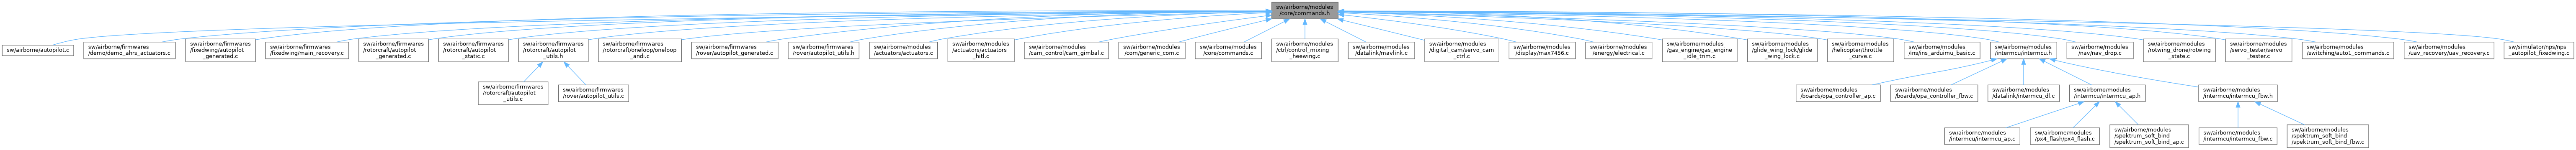 sw/airborne/modules
/core/commands.h
sw/airborne/autopilot.c
sw/airborne/firmwares
/demo/demo_ahrs_actuators.c
sw/airborne/firmwares
/fixedwing/autopilot
_generated.c
sw/airborne/firmwares
/fixedwing/main_recovery.c
sw/airborne/firmwares
/rotorcraft/autopilot
_generated.c
sw/airborne/firmwares
/rotorcraft/autopilot
_static.c
sw/airborne/firmwares
/rotorcraft/autopilot
_utils.h
sw/airborne/firmwares
/rotorcraft/oneloop/oneloop
_andi.c
sw/airborne/firmwares
/rover/autopilot_generated.c
sw/airborne/firmwares
/rover/autopilot_utils.h
sw/airborne/modules
/actuators/actuators.c
sw/airborne/modules
/actuators/actuators
_hitl.c
sw/airborne/modules
/cam_control/cam_gimbal.c
sw/airborne/modules
/com/generic_com.c
sw/airborne/modules
/core/commands.c
sw/airborne/modules
/ctrl/control_mixing
_heewing.c
sw/airborne/modules
/datalink/mavlink.c
sw/airborne/modules
/digital_cam/servo_cam
_ctrl.c
sw/airborne/modules
/display/max7456.c
sw/airborne/modules
/energy/electrical.c
sw/airborne/modules
/gas_engine/gas_engine
_idle_trim.c
sw/airborne/modules
/glide_wing_lock/glide
_wing_lock.c
sw/airborne/modules
/helicopter/throttle
_curve.c
sw/airborne/modules
/ins/ins_arduimu_basic.c
sw/airborne/modules
/intermcu/intermcu.h
sw/airborne/modules
/nav/nav_drop.c
sw/airborne/modules
/rotwing_drone/rotwing
_state.c
sw/airborne/modules
/servo_tester/servo
_tester.c
sw/airborne/modules
/switching/auto1_commands.c
sw/airborne/modules
/uav_recovery/uav_recovery.c
sw/simulator/nps/nps
_autopilot_fixedwing.c
sw/airborne/firmwares
/rotorcraft/autopilot
_utils.c
sw/airborne/firmwares
/rover/autopilot_utils.c
sw/airborne/modules
/boards/opa_controller_ap.c
sw/airborne/modules
/boards/opa_controller_fbw.c
sw/airborne/modules
/datalink/intermcu_dl.c
sw/airborne/modules
/intermcu/intermcu_ap.h
sw/airborne/modules
/intermcu/intermcu_fbw.h
sw/airborne/modules
/intermcu/intermcu_ap.c
sw/airborne/modules
/px4_flash/px4_flash.c
sw/airborne/modules
/spektrum_soft_bind
/spektrum_soft_bind_ap.c
sw/airborne/modules
/intermcu/intermcu_fbw.c
sw/airborne/modules
/spektrum_soft_bind
/spektrum_soft_bind_fbw.c